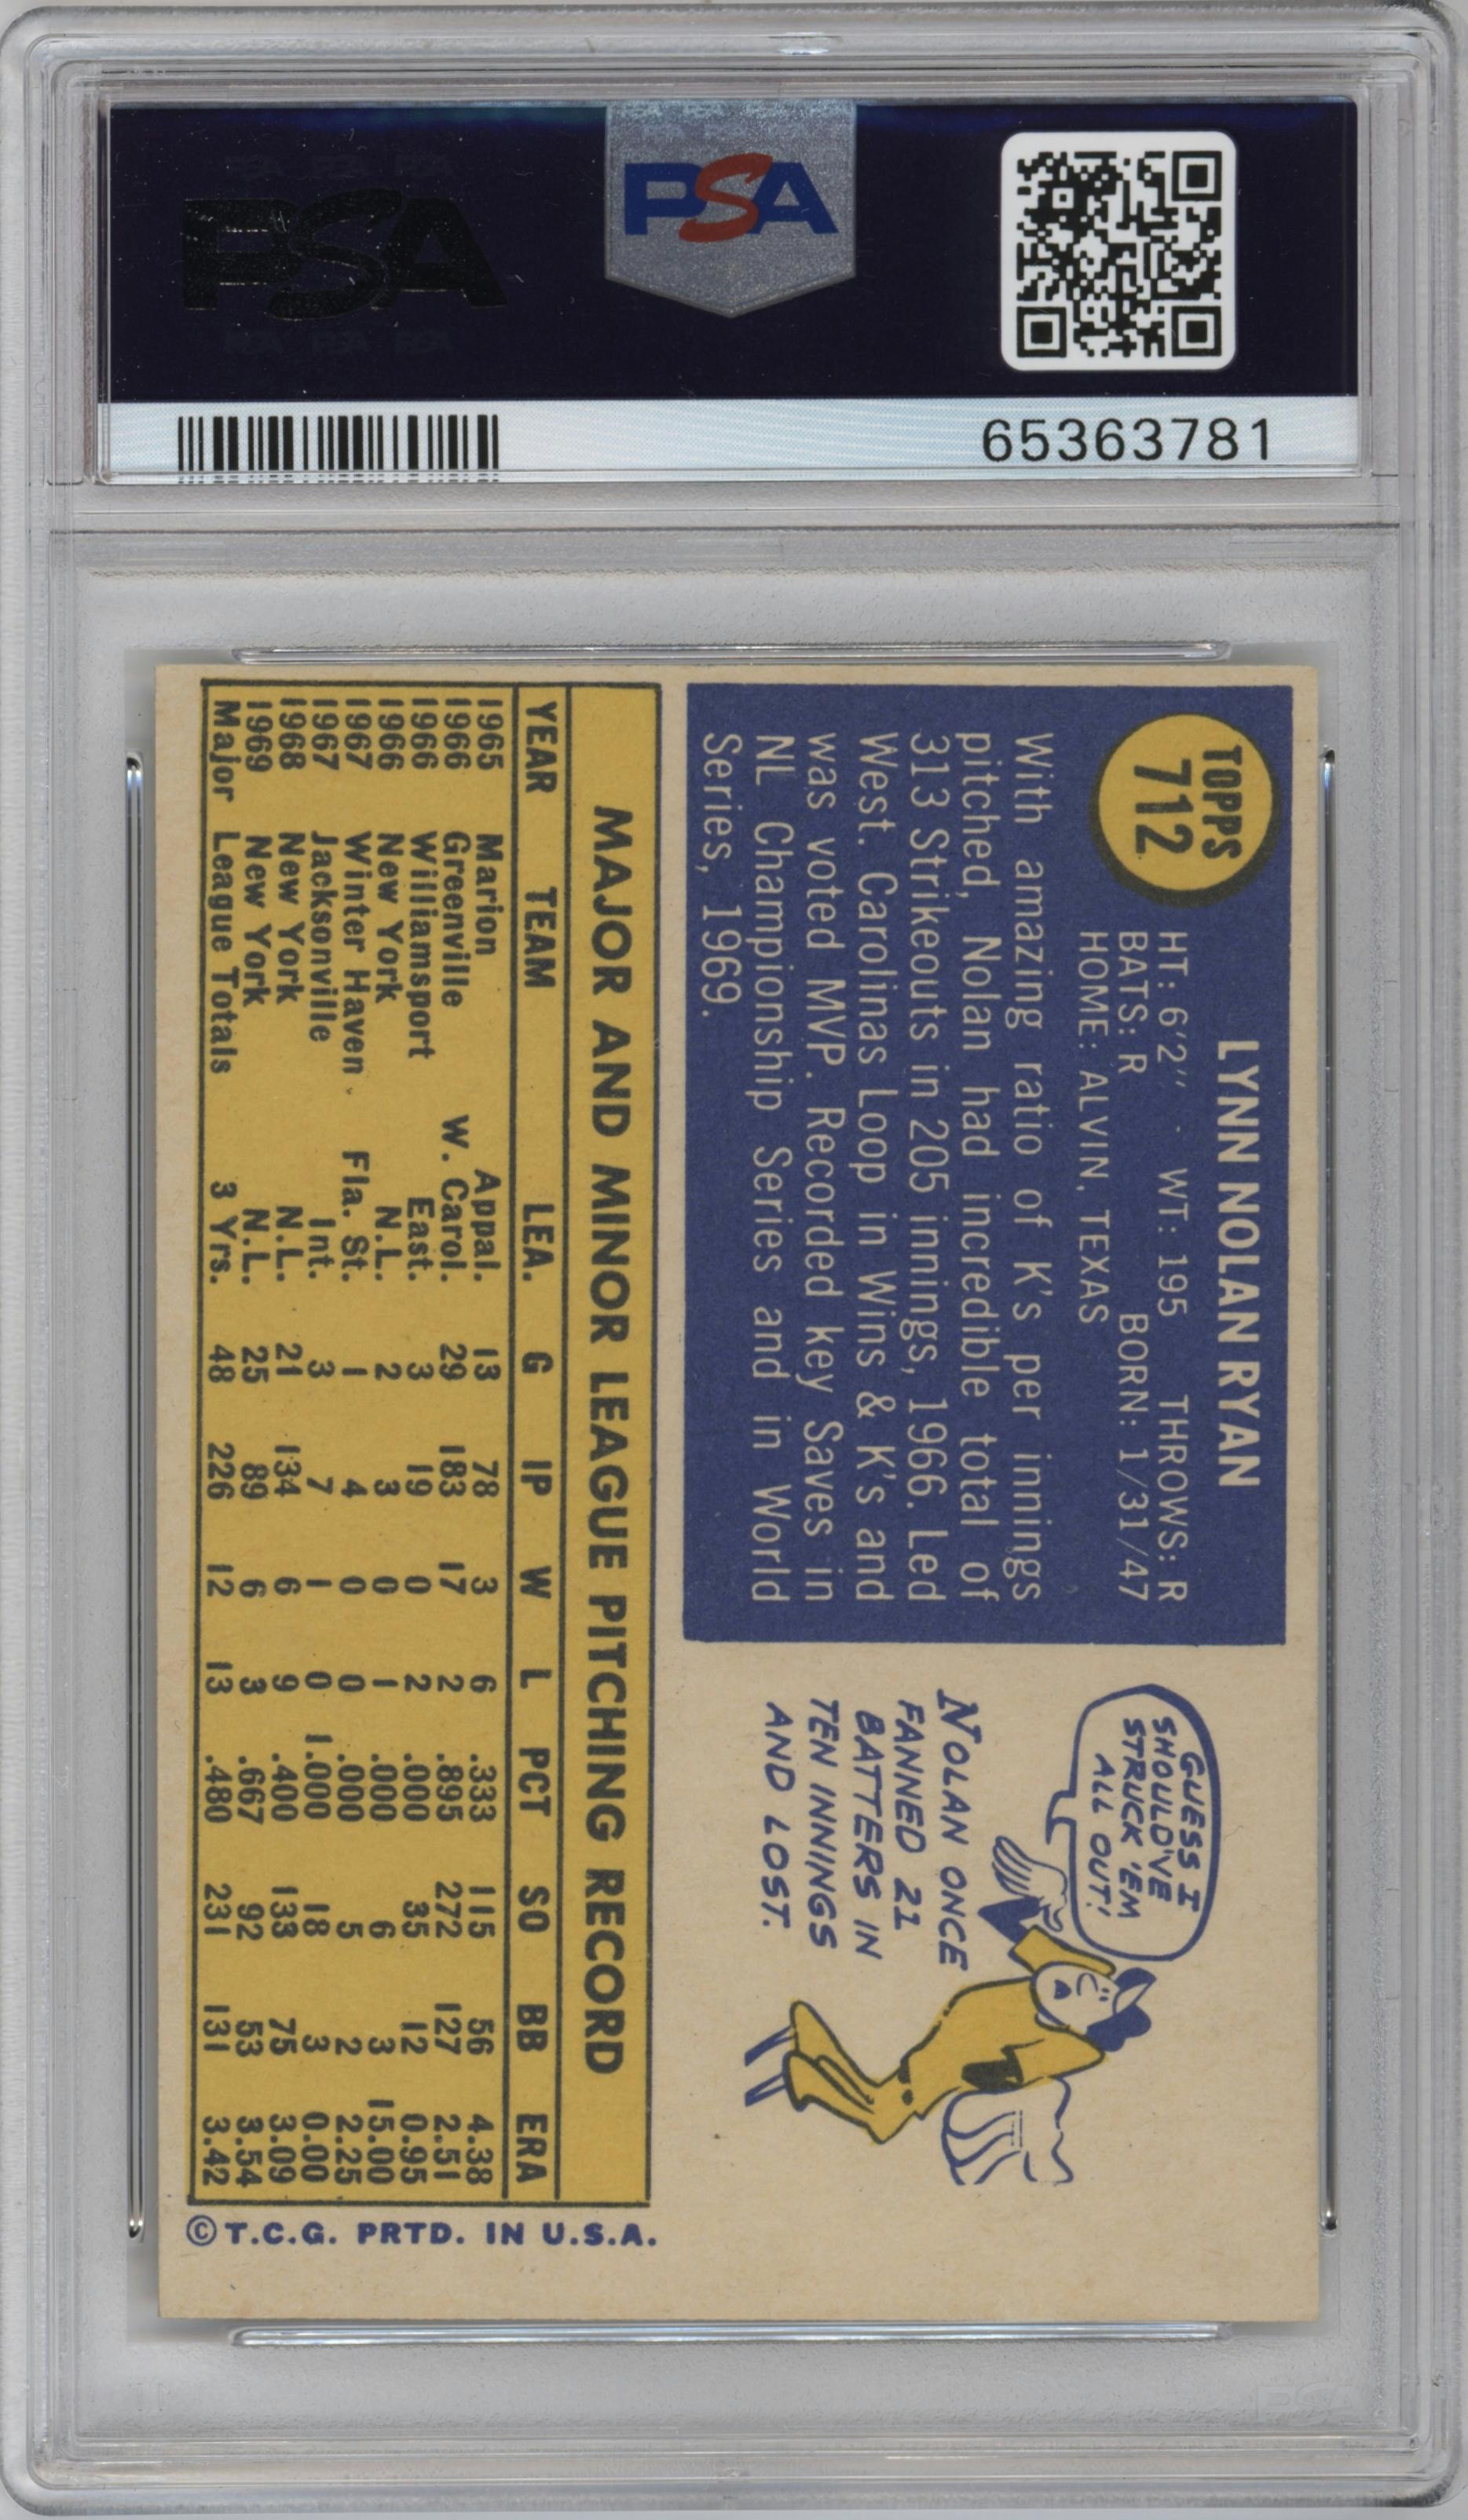 PSA
PSA
65363781
TOPPS
712
LYNN NOLAN RYAN
HT: 6'2" WT: 195 THROWS: R
BATS: R BORN: 1/31/47
HOME: ALVIN, TEXAS
With amazing ratio of K's per innings
pitched, Nolan had incredible total of
313 Strikeouts in 205 innings, 1966. Led
West. Carolinas Loop in Wins & K's and
was voted MVP. Recorded key Saves in
NL Championship Series and in World
Series, 1969.
GUESS I
SHOULD'VE
STRUCK 'EM
ALL OUT!
NOLAN ONCE
FANNED 21
BATTERS IN
TEN INNINGS
AND LOST.
MAJOR AND MINOR LEAGUE PITCHING RECORD
YEAR TEAM LEA. G IP W L PCT SO BB ERA
1965 Marion Appal. 13 78 3 6 .333 115 56 4.38
1966 Greenville W. Carol. 29 183 17 2 .895 272 127 2.51
1966 Williamsport East. 3 19 0 2 .000 35 12 0.95
1966 New York N.L. 2 3 0 1 .000 6 3 15.00
1967 Winter Haven Fla. St. 1 4 0 0 .000 5 2 2.25
1967 Jacksonville Int. 3 7 1 0 1.000 18 3 0.00
1968 New York N.L. 21 134 6 9 .400 133 75 3.09
1969 New York N.L. 25 89 6 3 .667 92 53 3.54
Major League Totals 3 Yrs. 48 226 12 13 .480 231 131 3.42
© T.C.G. PRTD. IN U.S.A.
PSA